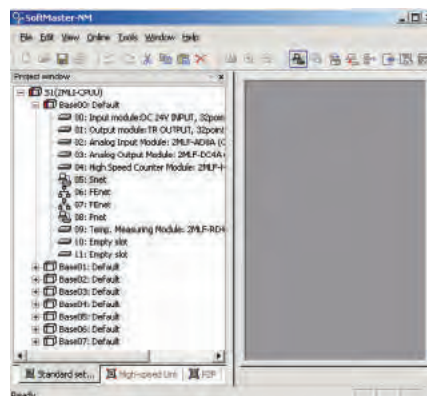 SoftMaster-NM
File Edit View Online Tools Window Help
Project window
S1(2MLI-CPUU)
Base00: Default
00: Input module:DC 24V INPUT, 32point
01: Output module:TR OUTPUT, 32point
02: Analog Input Module: 2MLF-AD8A (C
03: Analog Output Module: 2MLF-DC4A
04: High Speed Counter Module: 2MLF-H
05: Snet
06: FEnet
07: FEnet
08: Pnet
09: Temp. Measuring Module: 2MLF-RD4
10: Empty slot
11: Empty slot
Base01: Default
Base02: Default
Base03: Default
Base04: Default
Base05: Default
Base06: Default
Base07: Default
Standard set... High-speed Link P2P
Ready